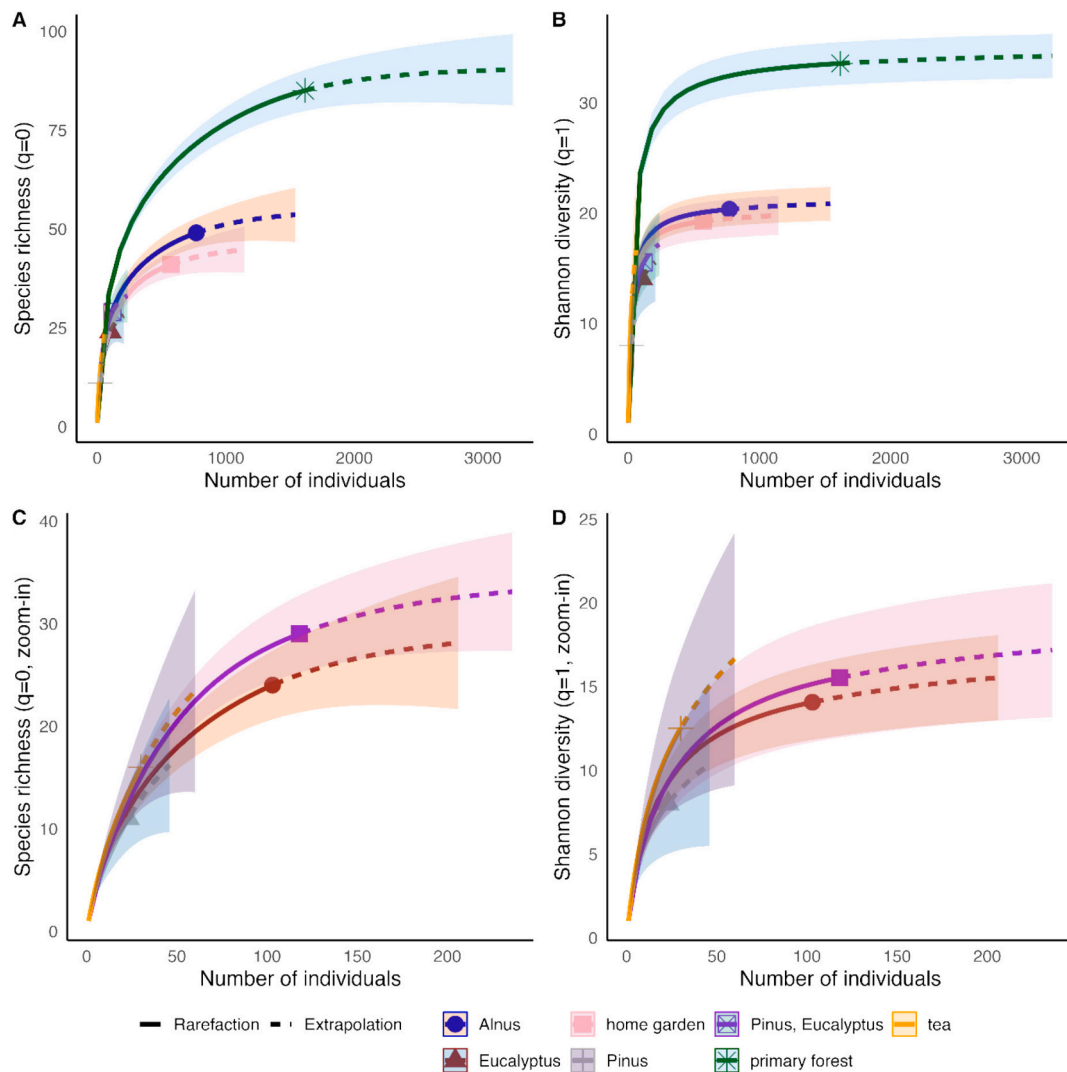 A
B
100
75
50
25
0
Species richness (q=0)
0
1000
2000
3000
Number of individuals
30
20
10
0
Shannon diversity (q=1)
0
1000
2000
3000
Number of individuals
C
D
40
30
20
10
0
Species richness (q=0, zoom-in)
0
50
100
150
200
Number of individuals
25
20
15
10
5
0
Shannon diversity (q=1, zoom-in)
0
50
100
150
200
Number of individuals
Rarefaction Extrapolation Alnus home garden Pinus, Eucalyptus tea
Eucalyptus Pinus primary forest